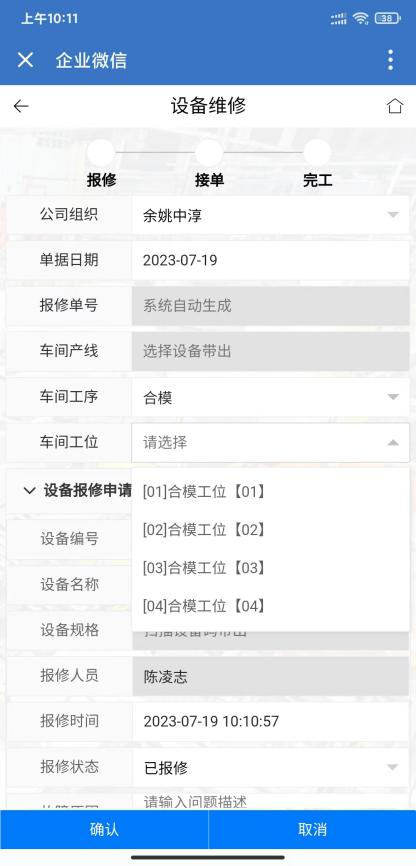 上午10:11
38
企业微信
设备维修
报修 接单 完工
公司组织 余姚中淳
单据日期 2023-07-19
报修单号 系统自动生成
车间产线 选择设备带出
车间工序 合模
车间工位 请选择
[01]合模工位【01】
[02]合模工位【02】
[03]合模工位【03】
[04]合模工位【04】
设备报修申请
设备编号
设备名称
设备规格 扫描设备码带出
报修人员 陈凌志
报修时间 2023-07-19 10:10:57
报修状态 已报修
请输入问题描述
确认 取消